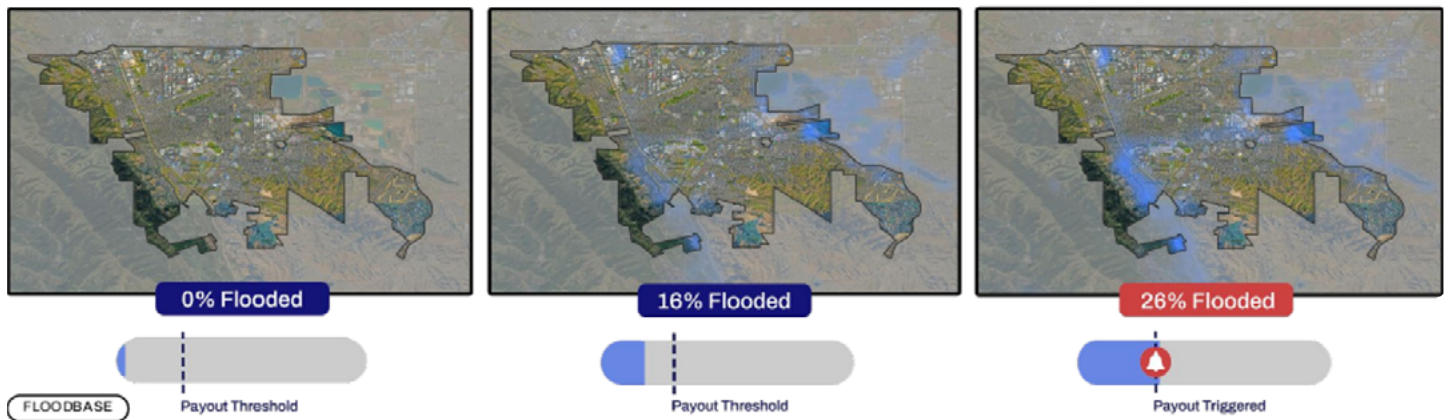 0% Flooded
16% Flooded
26% Flooded
Payout Threshold
Payout Threshold
Payout Triggered
FLOODBASE